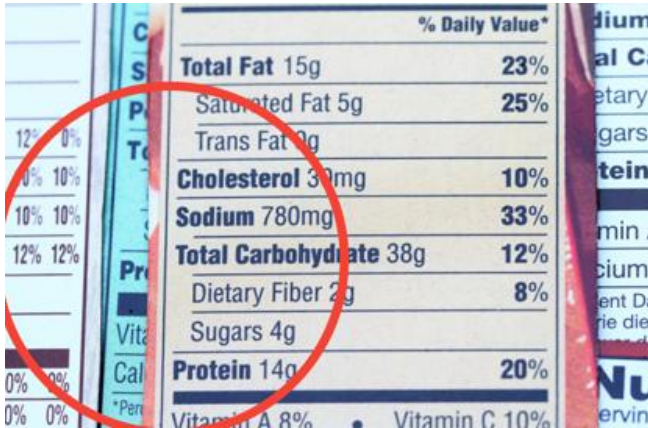 % Daily Value*
Total Fat 15g 23%
Saturated Fat 5g 25%
Trans Fat 0g
Cholesterol 30mg 10%
Sodium 780mg 33%
Total Carbohydrate 38g 12%
Dietary Fiber 2g 8%
Sugars 4g
Protein 14g 20%
Vitamin A 8% • Vitamin C 10%
12% 0%
10%
10% 10%
12% 12%
0% 0%
0% 0%